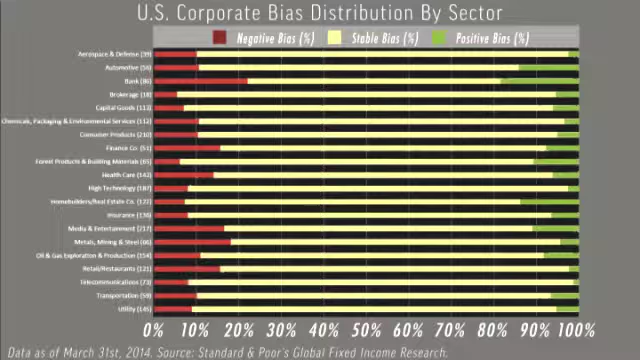 U.S. Corporate Bias Distribution By Sector
Negative Bias (%) Stable Bias (%) Positive Bias (%)
Aerospace & Defense (39)
Automotive (56)
Bank (86)
Brokerage (18)
Capital Goods (113)
Chemicals, Packaging & Environmental Services (112)
Consumer Products (210)
Finance Co. (51)
Forest Products & Building Materials (65)
Health Care (142)
High Technology (187)
Homebuilders/Real Estate Co. (121)
Insurance (136)
Media & Entertainment (217)
Metals, Mining & Steel (66)
Oil & Gas Exploration & Production (154)
Retail/Restaurants (121)
Telecommunications (73)
Transportation (59)
Utility (145)
0% 10% 20% 30% 40% 50% 60% 70% 80% 90% 100%
Data as of March 31st, 2014. Source: Standard & Poor's Global Fixed Income Research.